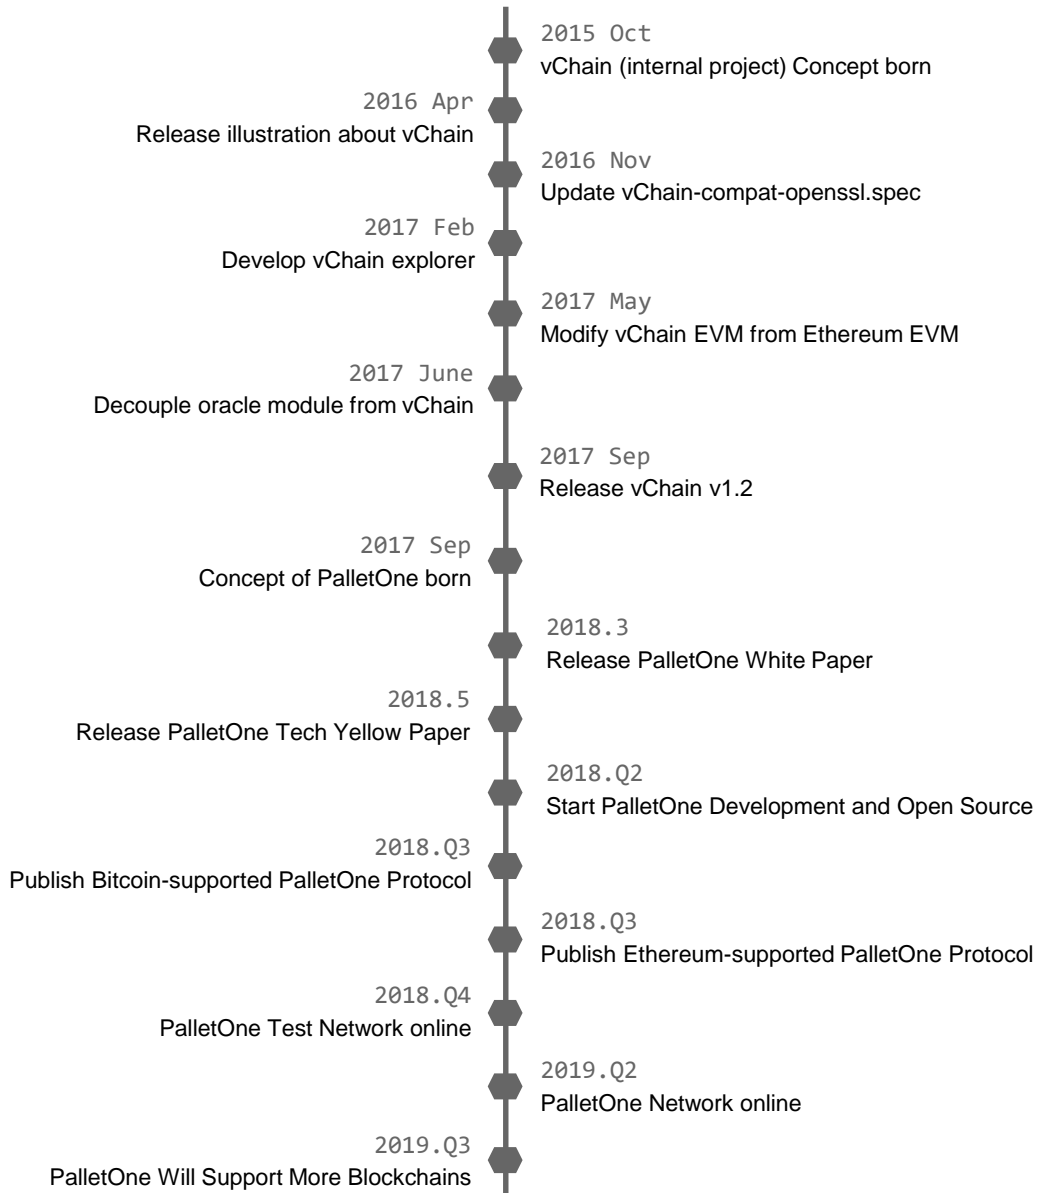 2015 Oct
vChain (internal project) Concept born
2016 Apr
Release illustration about vChain
2016 Nov
Update vChain-compat-openssl.spec
2017 Feb
Develop vChain explorer
2017 May
Modify vChain EVM from Ethereum EVM
2017 June
Decouple oracle module from vChain
2017 Sep
Release vChain v1.2
2017 Sep
Concept of PalletOne born
2018.3
Release PalletOne White Paper
2018.5
Release PalletOne Tech Yellow Paper
2018.Q2
Start PalletOne Development and Open Source
2018.Q3
Publish Bitcoin-supported PalletOne Protocol
2018.Q3
Publish Ethereum-supported PalletOne Protocol
2018.Q4
PalletOne Test Network online
2019.Q2
PalletOne Network online
2019.Q3
PalletOne Will Support More Blockchains